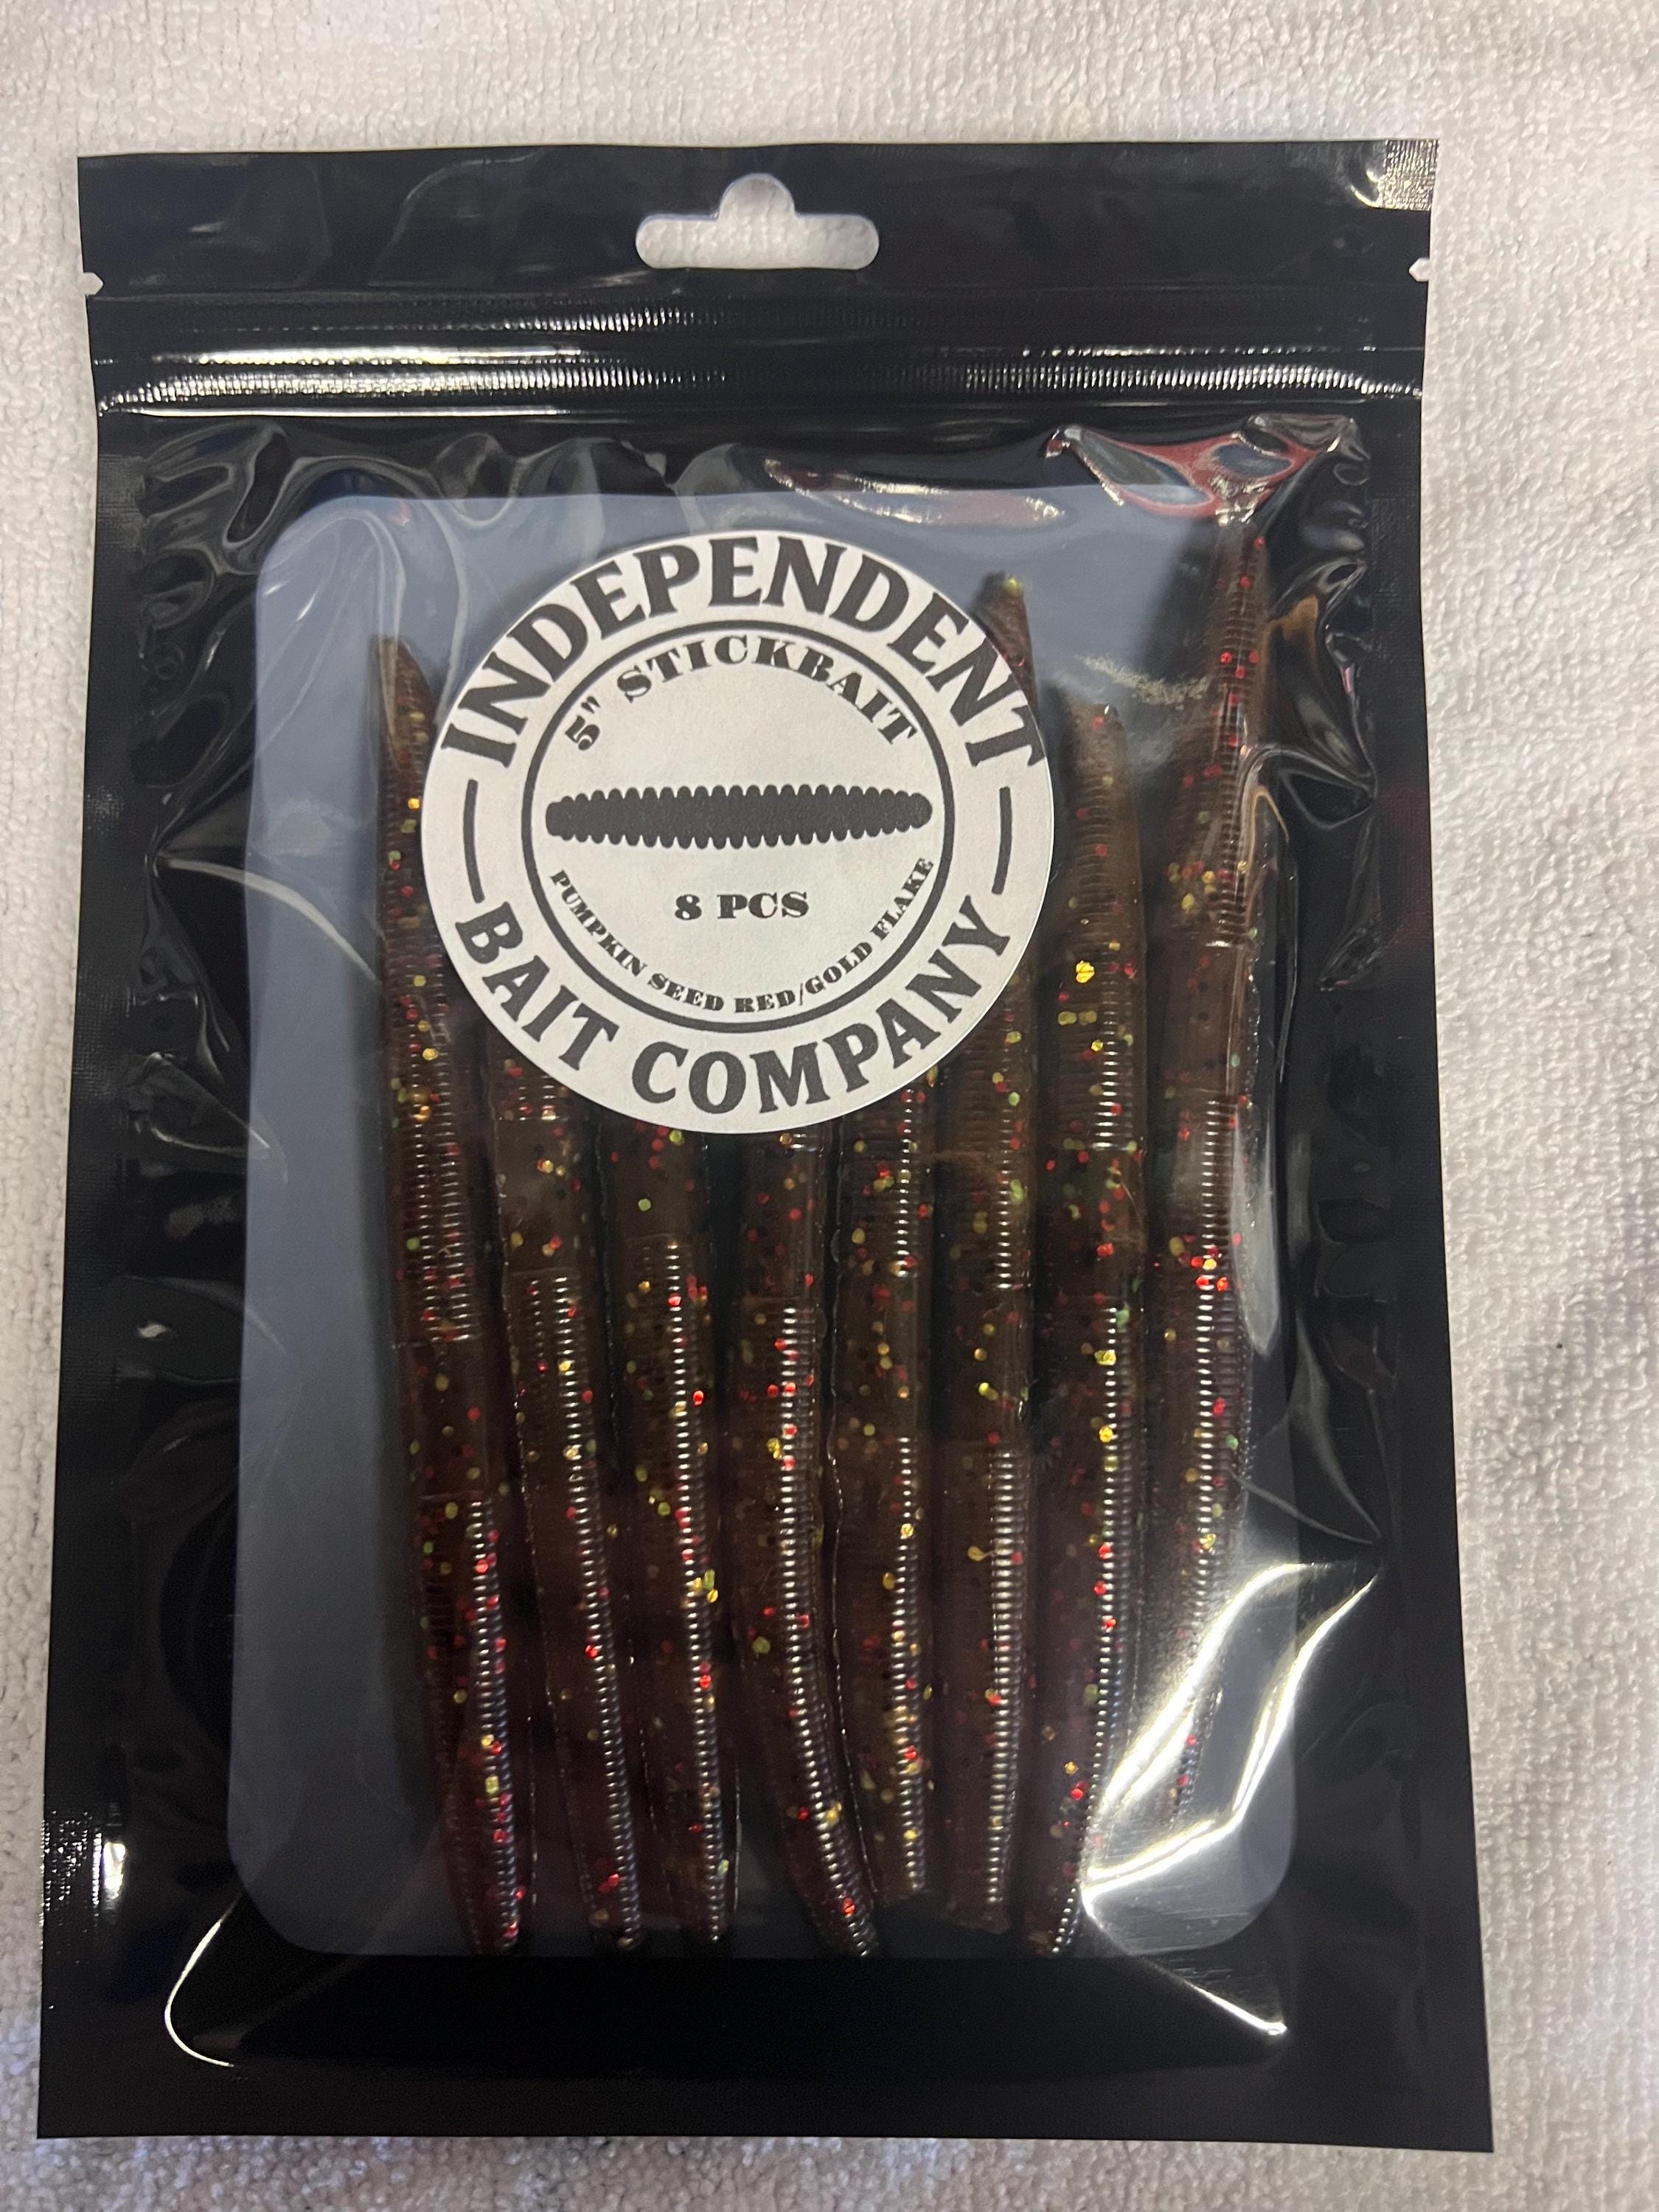 INDEPENDENT
5" STICKBAIT
8 PCS
PUMPKIN SEED RED/GOLD FLAKE
BAIT COMPANY